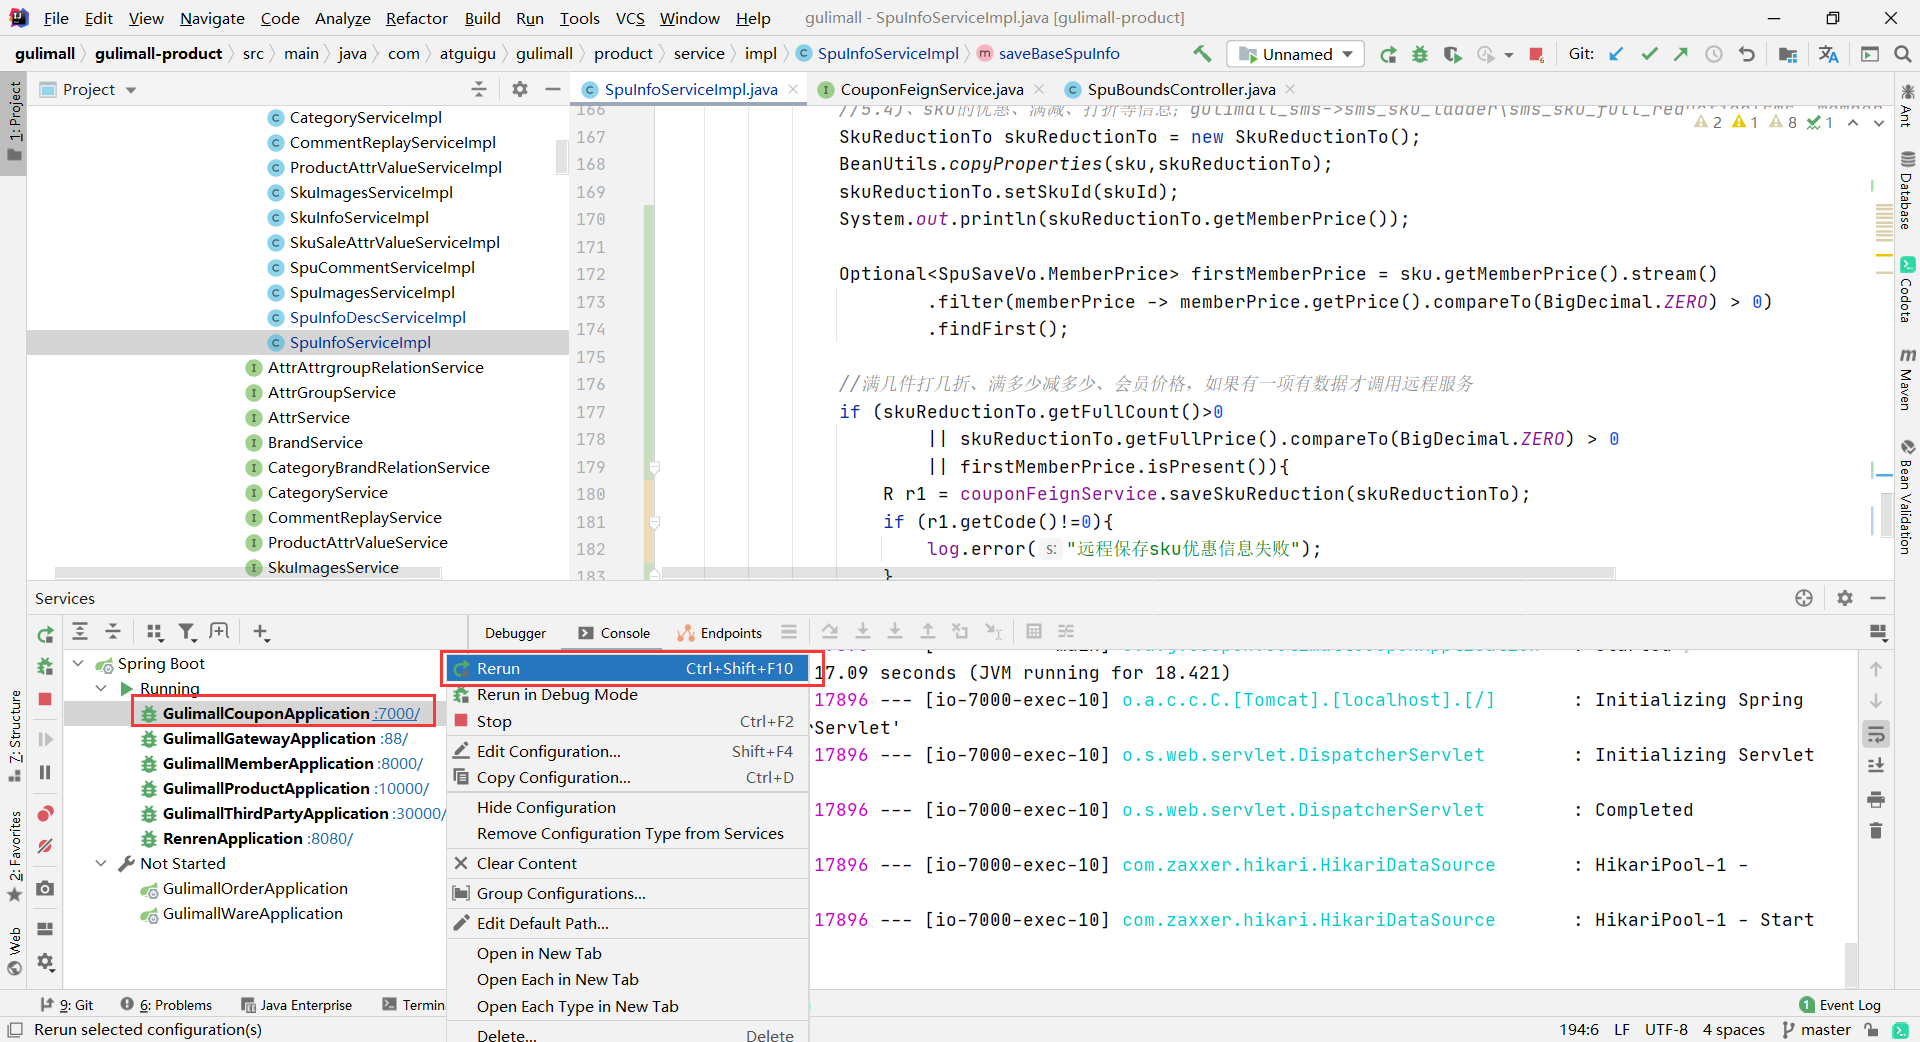 File Edit View Navigate Code Analyze Refactor Build Run Tools VCS Window Help gulimall - SpuInfoServiceImpl.java [gulimall-product]
gulimall gulimall-product src main java com atguigu gulimall product service impl SpuInfoServiceImpl saveBaseSpuInfo Unnamed Git:
1: Project
7: Structure
2: Favorites
Web
Project
CategoryServiceImpl
CommentReplayServiceImpl
ProductAttrValueServiceImpl
SkuImagesServiceImpl
SkuInfoServiceImpl
SkuSaleAttrValueServiceImpl
SpuCommentServiceImpl
SpuImagesServiceImpl
SpuInfoDescServiceImpl
SpuInfoServiceImpl
AttrAttrgroupRelationService
AttrGroupService
AttrService
BrandService
CategoryBrandRelationService
CategoryService
CommentReplayService
ProductAttrValueService
SkuImagesService
SpuInfoServiceImpl.java CouponFeignService.java SpuBoundsController.java
2 1 8 1
166 //5.4)、sku的优惠、满减、打折等信息; gulimall_sms->sms_sku_ladder\sms_sku_full_reduction\sms_member
167 SkuReductionTo skuReductionTo = new SkuReductionTo();
168 BeanUtils.copyProperties(sku,skuReductionTo);
169 skuReductionTo.setSkuId(skuId);
170 System.out.println(skuReductionTo.getMemberPrice());
171
172 Optional<SpuSaveVo.MemberPrice> firstMemberPrice = sku.getMemberPrice().stream()
173 .filter(memberPrice -> memberPrice.getPrice().compareTo(BigDecimal.ZERO) > 0)
174 .findFirst();
175
176 //满几件打几折、满多少减多少、会员价格，如果有一项有数据才调用远程服务
177 if (skuReductionTo.getFullCount()>0
178 || skuReductionTo.getFullPrice().compareTo(BigDecimal.ZERO) > 0
179 || firstMemberPrice.isPresent()){
180 R r1 = couponFeignService.saveSkuReduction(skuReductionTo);
181 if (r1.getCode()!=0){
182 log.error( s: "远程保存sku优惠信息失败");
183 }
Ant
Database
Codota
Maven
Bean Validation
Services
Debugger Console Endpoints
Spring Boot
Running
GulimallCouponApplication :7000/
GulimallGatewayApplication :88/
GulimallMemberApplication :8000/
GulimallProductApplication :10000/
GulimallThirdPartyApplication :30000/
RenrenApplication :8080/
Not Started
GulimallOrderApplication
GulimallWareApplication
Rerun Ctrl+Shift+F10
Rerun in Debug Mode
Stop Ctrl+F2
Edit Configuration... Shift+F4
Copy Configuration... Ctrl+D
Hide Configuration
Remove Configuration Type from Services
Clear Content
Group Configurations...
Edit Default Path...
Open in New Tab
Open Each in New Tab
Open Each Type in New Tab
Delete... Delete
17.09 seconds (JVM running for 18.421)
17896 --- [io-7000-exec-10] o.a.c.c.C.[Tomcat].[localhost].[/] : Initializing Spring
rServlet'
17896 --- [io-7000-exec-10] o.s.web.servlet.DispatcherServlet : Initializing Servlet
17896 --- [io-7000-exec-10] o.s.web.servlet.DispatcherServlet : Completed
17896 --- [io-7000-exec-10] com.zaxxer.hikari.HikariDataSource : HikariPool-1 -
17896 --- [io-7000-exec-10] com.zaxxer.hikari.HikariDataSource : HikariPool-1 - Start
9: Git 6: Problems Java Enterprise Termin 1 Event Log
Rerun selected configuration(s) 194:6 LF UTF-8 4 spaces master